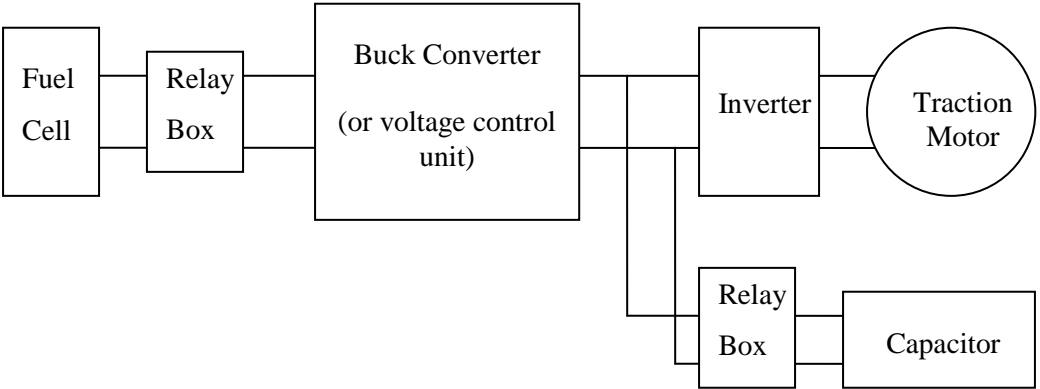 Fuel
Cell
Relay
Box
Buck Converter
(or voltage control
unit)
Inverter
Traction
Motor
Relay
Box
Capacitor